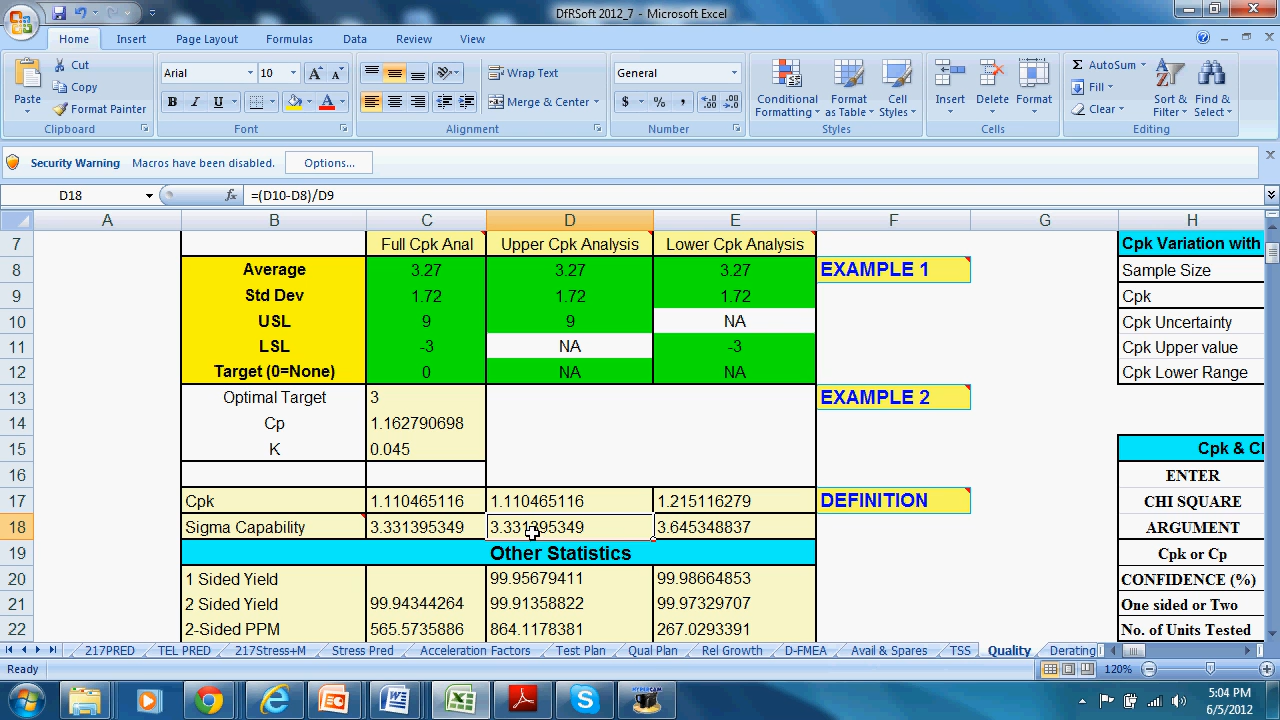 DfRSoft 2012_7 - Microsoft Excel
Home Insert Page Layout Formulas Data Review View
Paste Cut Copy Format Painter Clipboard
Arial 10 A A B I U A Font
Wrap Text Merge & Center Alignment
General $ % , Number
Conditional Formatting Format as Table Cell Styles Styles
Insert Delete Format Cells
AutoSum Fill Clear Sort & Filter Find & Select Editing
Security Warning Macros have been disabled. Options...
D18 fx =(D10-D8)/D9
A B C D E F G H
7 Full Cpk Anal Upper Cpk Analysis Lower Cpk Analysis Cpk Variation with
8 Average 3.27 3.27 3.27 EXAMPLE 1 Sample Size
9 Std Dev 1.72 1.72 1.72 Cpk
10 USL 9 9 NA Cpk Uncertainty
11 LSL -3 NA -3 Cpk Upper value
12 Target (0=None) 0 NA NA Cpk Lower Range
13 Optimal Target 3 EXAMPLE 2
14 Cp 1.162790698
15 K 0.045 Cpk &
16 ENTER
17 Cpk 1.110465116 1.110465116 1.215116279 DEFINITION CHI SQUARE
18 Sigma Capability 3.331395349 3.331395349 3.645348837 ARGUMENT
19 Other Statistics Cpk or Cp
20 1 Sided Yield 99.95679411 99.98664853 CONFIDENCE (%)
21 2 Sided Yield 99.94344264 99.91358822 99.97329707 One sided or Two
22 2-Sided PPM 565.5735886 864.1178381 267.0293391 No. of Units Tested
217PRED TEL PRED 217Stress+M Stress Pred Acceleration Factors Test Plan Qual Plan Rel Growth D-FMEA Avail & Spares TSS Quality Derating
Ready 120%
5:04 PM
6/5/2012